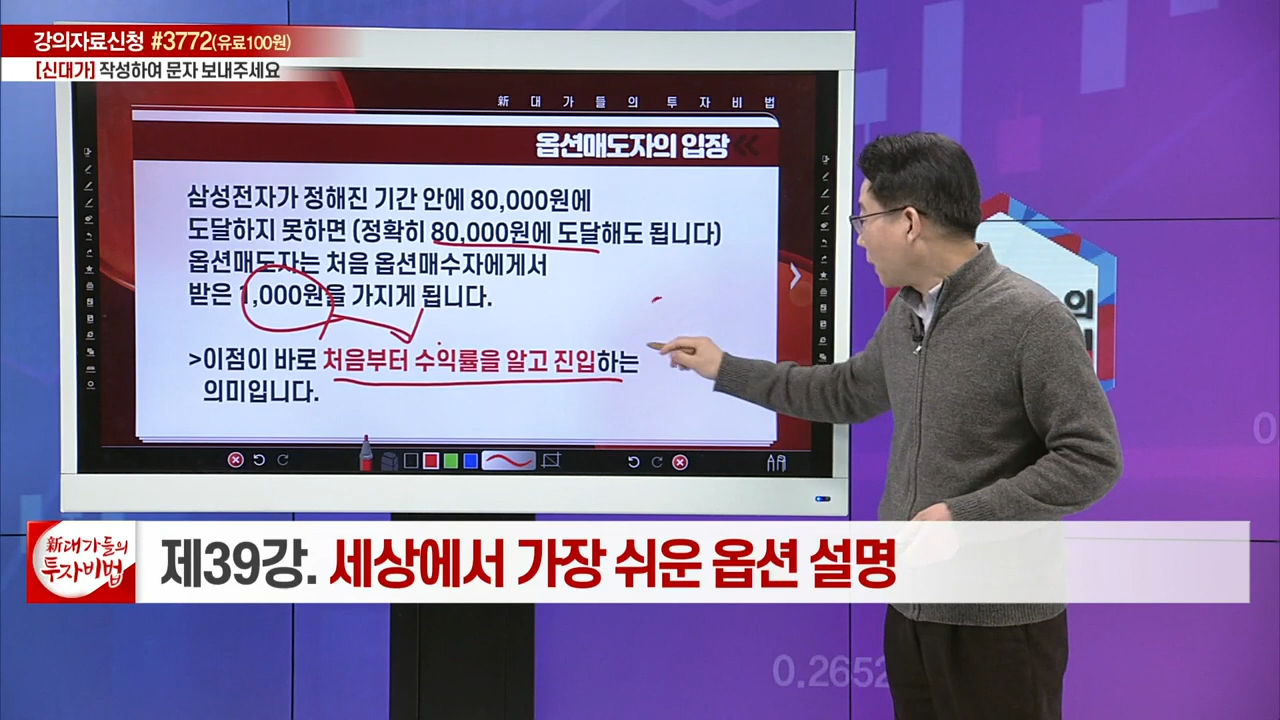 강의자료신청 #3772(유료100원)
[신대가] 작성하여 문자 보내주세요
新대가들의투자비법
옵션매도자의 입장
삼성전자가 정해진 기간 안에 80,000원에
도달하지 못하면 (정확히 80,000원에 도달해도 됩니다)
옵션매도자는 처음 옵션매수자에게서
받은 1,000원을 가지게 됩니다.
>이점이 바로 처음부터 수익률을 알고 진입하는
의미입니다.
의
新대가들의
투자비법
제39강. 세상에서 가장 쉬운 옵션 설명
0.2652